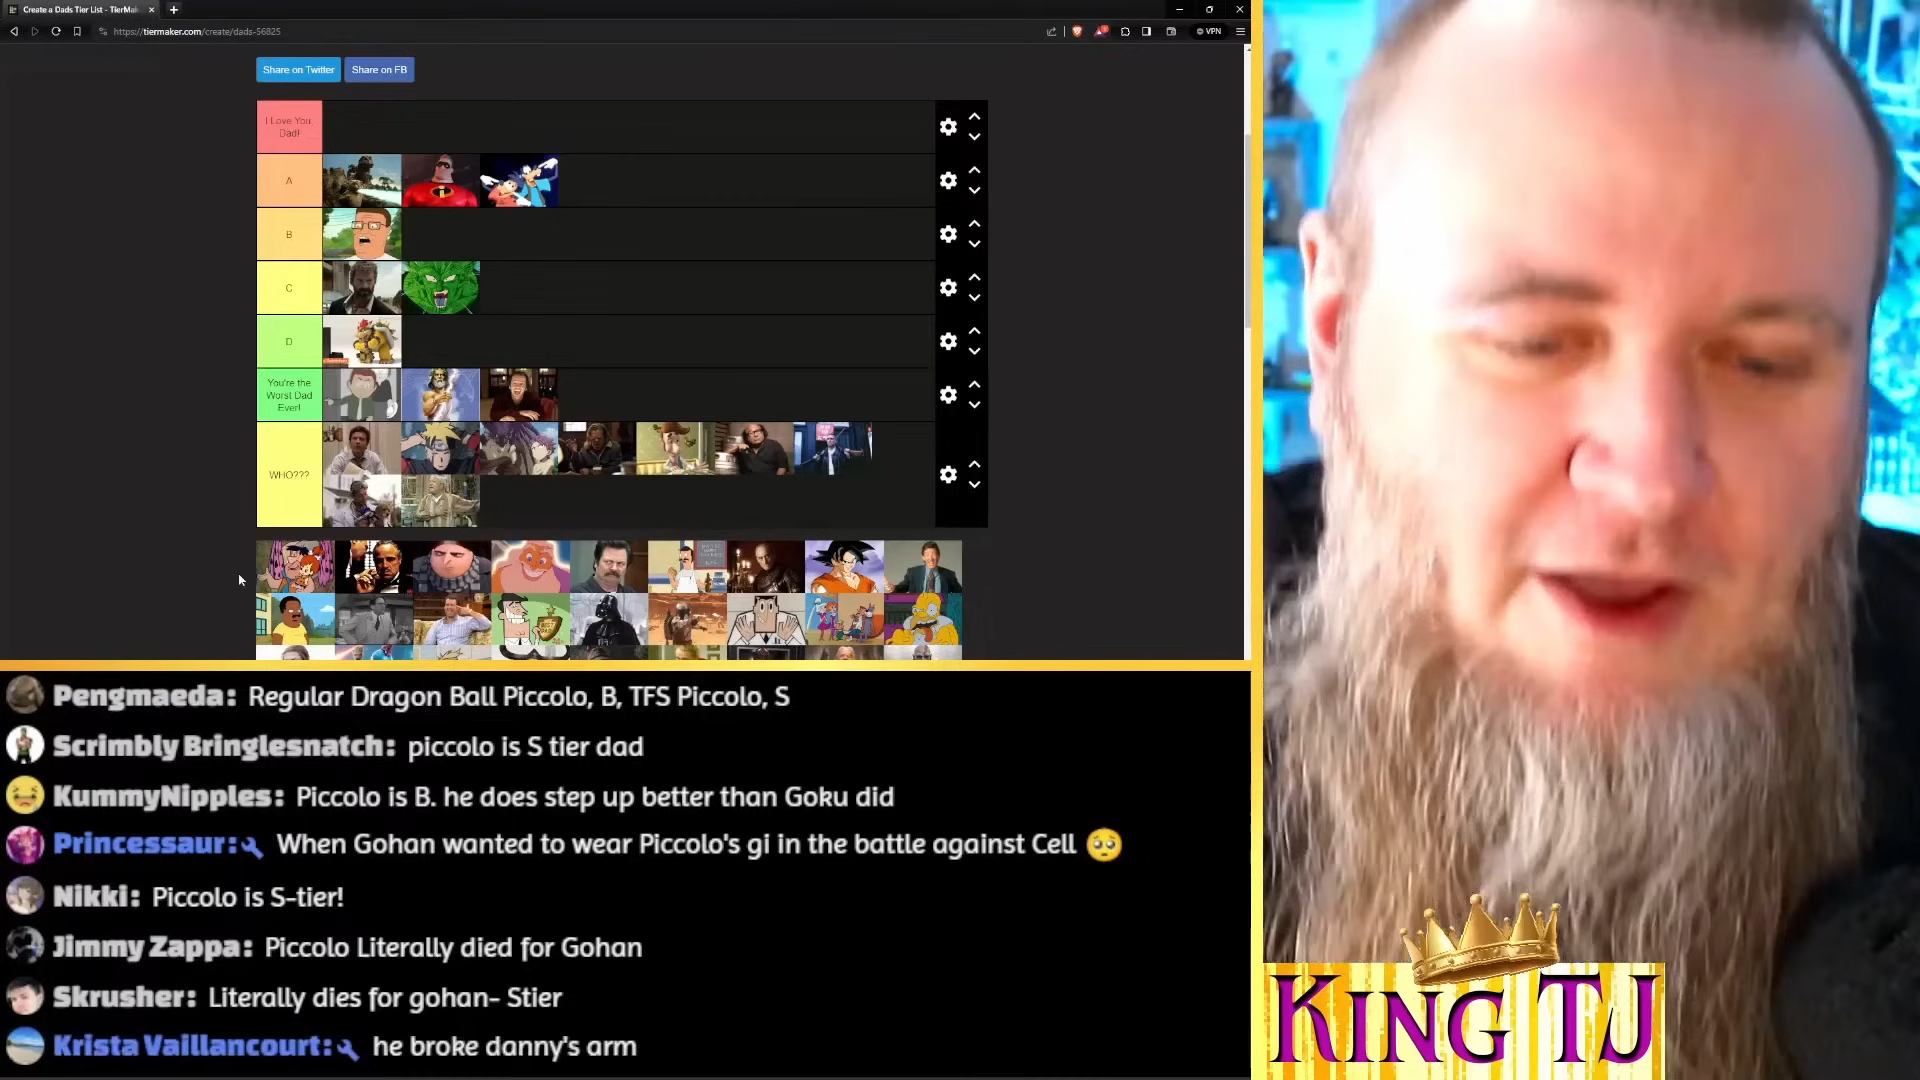 Create a Dads Tier List - TierMa
https://tiermaker.com/create/dads-56825
VPN
Share on Twitter
Share on FB
I Love You, Dad!
A
B
C
D
You're the
Worst Dad
Ever!
WHO???
Pengmaeda: Regular Dragon Ball Piccolo, B, TFS Piccolo, S
Scrimbly Bringlesnatch: piccolo is S tier dad
KummyNipples: Piccolo is B. he does step up better than Goku did
Princessaur: When Gohan wanted to wear Piccolo's gi in the battle against Cell 🥺
Nikki: Piccolo is S-tier!
Jimmy Zappa: Piccolo Literally died for Gohan
Skrusher: Literally dies for gohan- Stier
Krista Vaillancourt: he broke danny's arm
KING TJ